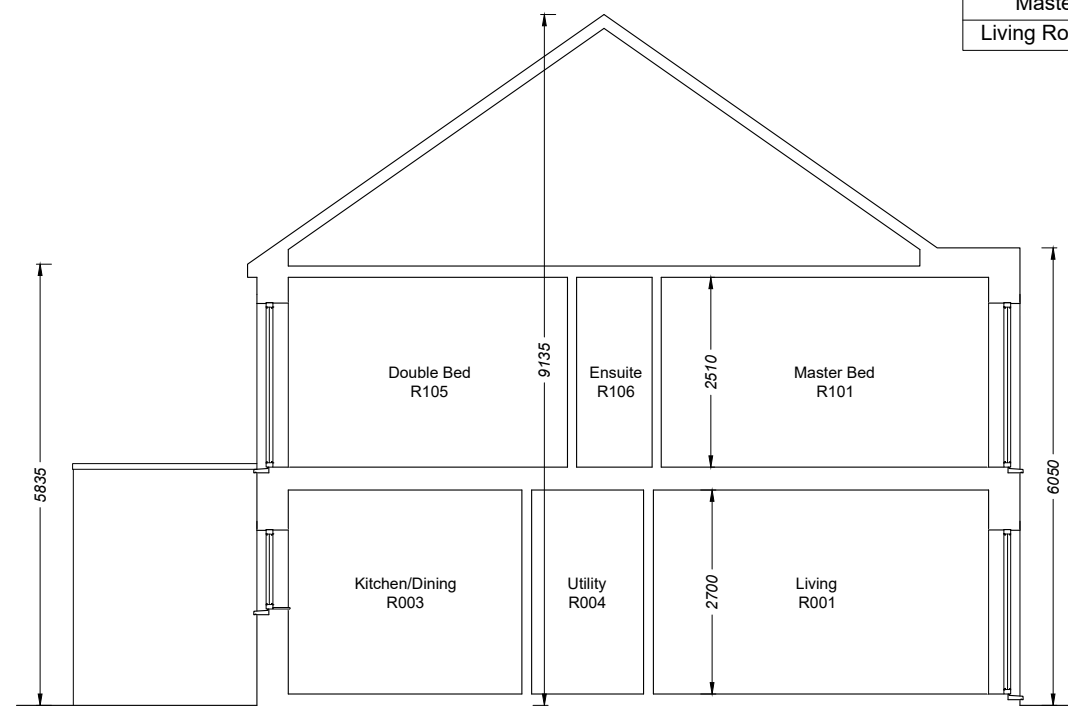 Maste
Living Ro
9135
5835
Double Bed
R105
Ensuite
R106
2510
Master Bed
R101
6050
Kitchen/Dining
R003
Utility
R004
2700
Living
R001